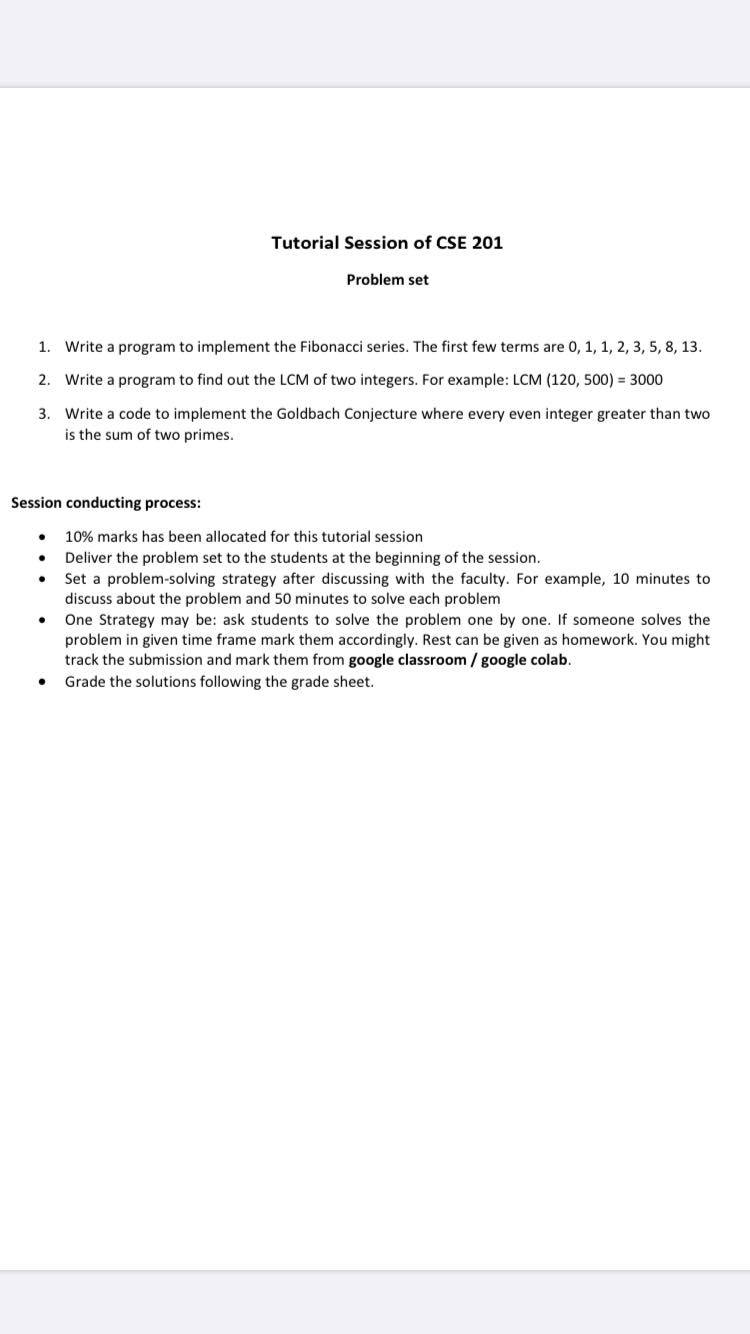 Tutorial Session of CSE 201
Problem set
1. Write a program to implement the Fibonacci series. The first few terms are 0, 1, 1, 2, 3, 5, 8, 13.
2. Write a program to find out the LCM of two integers. For example: LCM (120, 500) = 3000
3. Write a code to implement the Goldbach Conjecture where every even integer greater than two
is the sum of two primes.
Session conducting process:
• 10% marks has been allocated for this tutorial session
• Deliver the problem set to the students at the beginning of the session.
• Set a problem-solving strategy after discussing with the faculty. For example, 10 minutes to
discuss about the problem and 50 minutes to solve each problem
• One Strategy may be: ask students to solve the problem one by one. If someone solves the
problem in given time frame mark them accordingly. Rest can be given as homework. You might
track the submission and mark them from google classroom / google colab.
• Grade the solutions following the grade sheet.